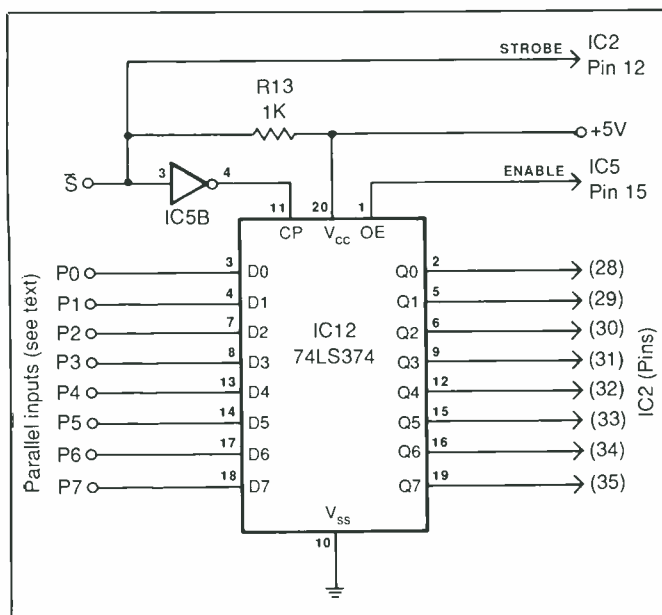 STROBE
IC2
Pin 12
R13
1K
+5V
S̅
3
4
IC5B
ENABLE
IC5
Pin 15
11
20
1
CP
VCC
OE
Parallel inputs (see text)
P0 3 D0 Q0 2 (28)
P1 4 D1 Q1 5 (29)
P2 7 D2 Q2 6 (30)
P3 8 D3 Q3 9 (31)
P4 13 D4 Q4 12 (32)
P5 14 D5 Q5 15 (33)
P6 17 D6 Q6 16 (34)
P7 18 D7 Q7 19 (35)
IC12
74LS374
IC2 (Pins)
VSS
10